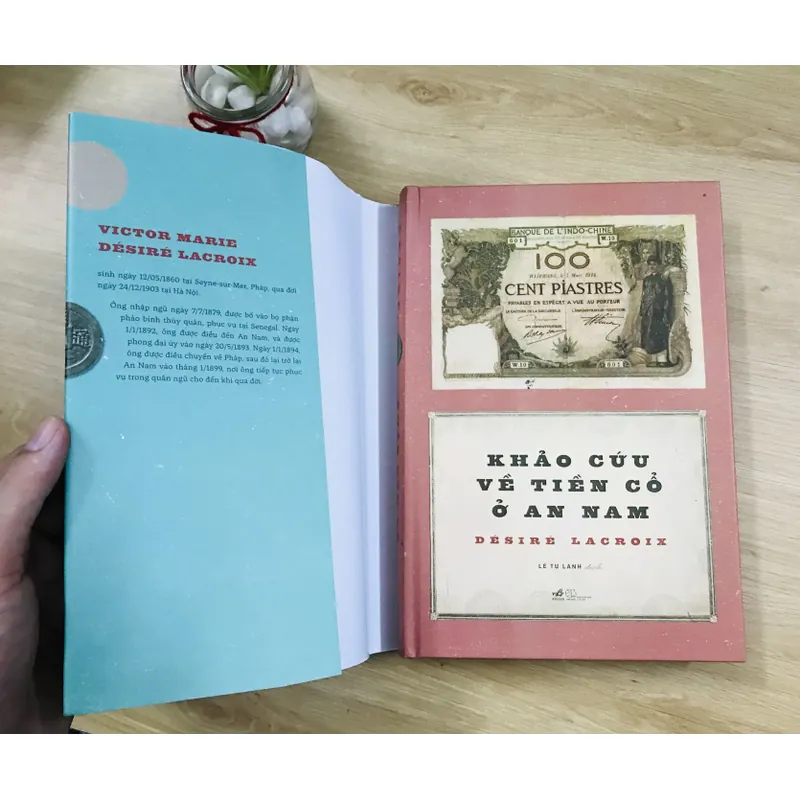 VICTOR MARIE
DÉSIRÉ LACROIX
sinh ngày 12/05/1860 tại Seyne-sur-Mer, Pháp, qua đời
ngày 24/12/1903 tại Hà Nội.
Ông nhập ngũ ngày 7/7/1879, được bổ vào bộ phận
pháo binh thủy quân, phục vụ tại Senegal. Ngày
1/1/1892, ông được điều đến An Nam, và được
phong đại úy vào ngày 20/5/1893. Ngày 1/1/1894,
ông được điều chuyển về Pháp, sau đó lại trở lại
An Nam vào tháng 1/1899, nơi ông tiếp tục phục
vụ trong quân ngũ cho đến khi qua đời.
BANQUE DE L'INDO-CHINE
601 W.10
100
CENT PIASTRES
PAYABLES EN ESPÈCES A VUE AU PORTEUR
W.10 601
KHẢO CỨU
VỀ TIỀN CỔ
Ở AN NAM
DÉSIRÉ LACROIX
LÊ TƯ LÀNH dịch